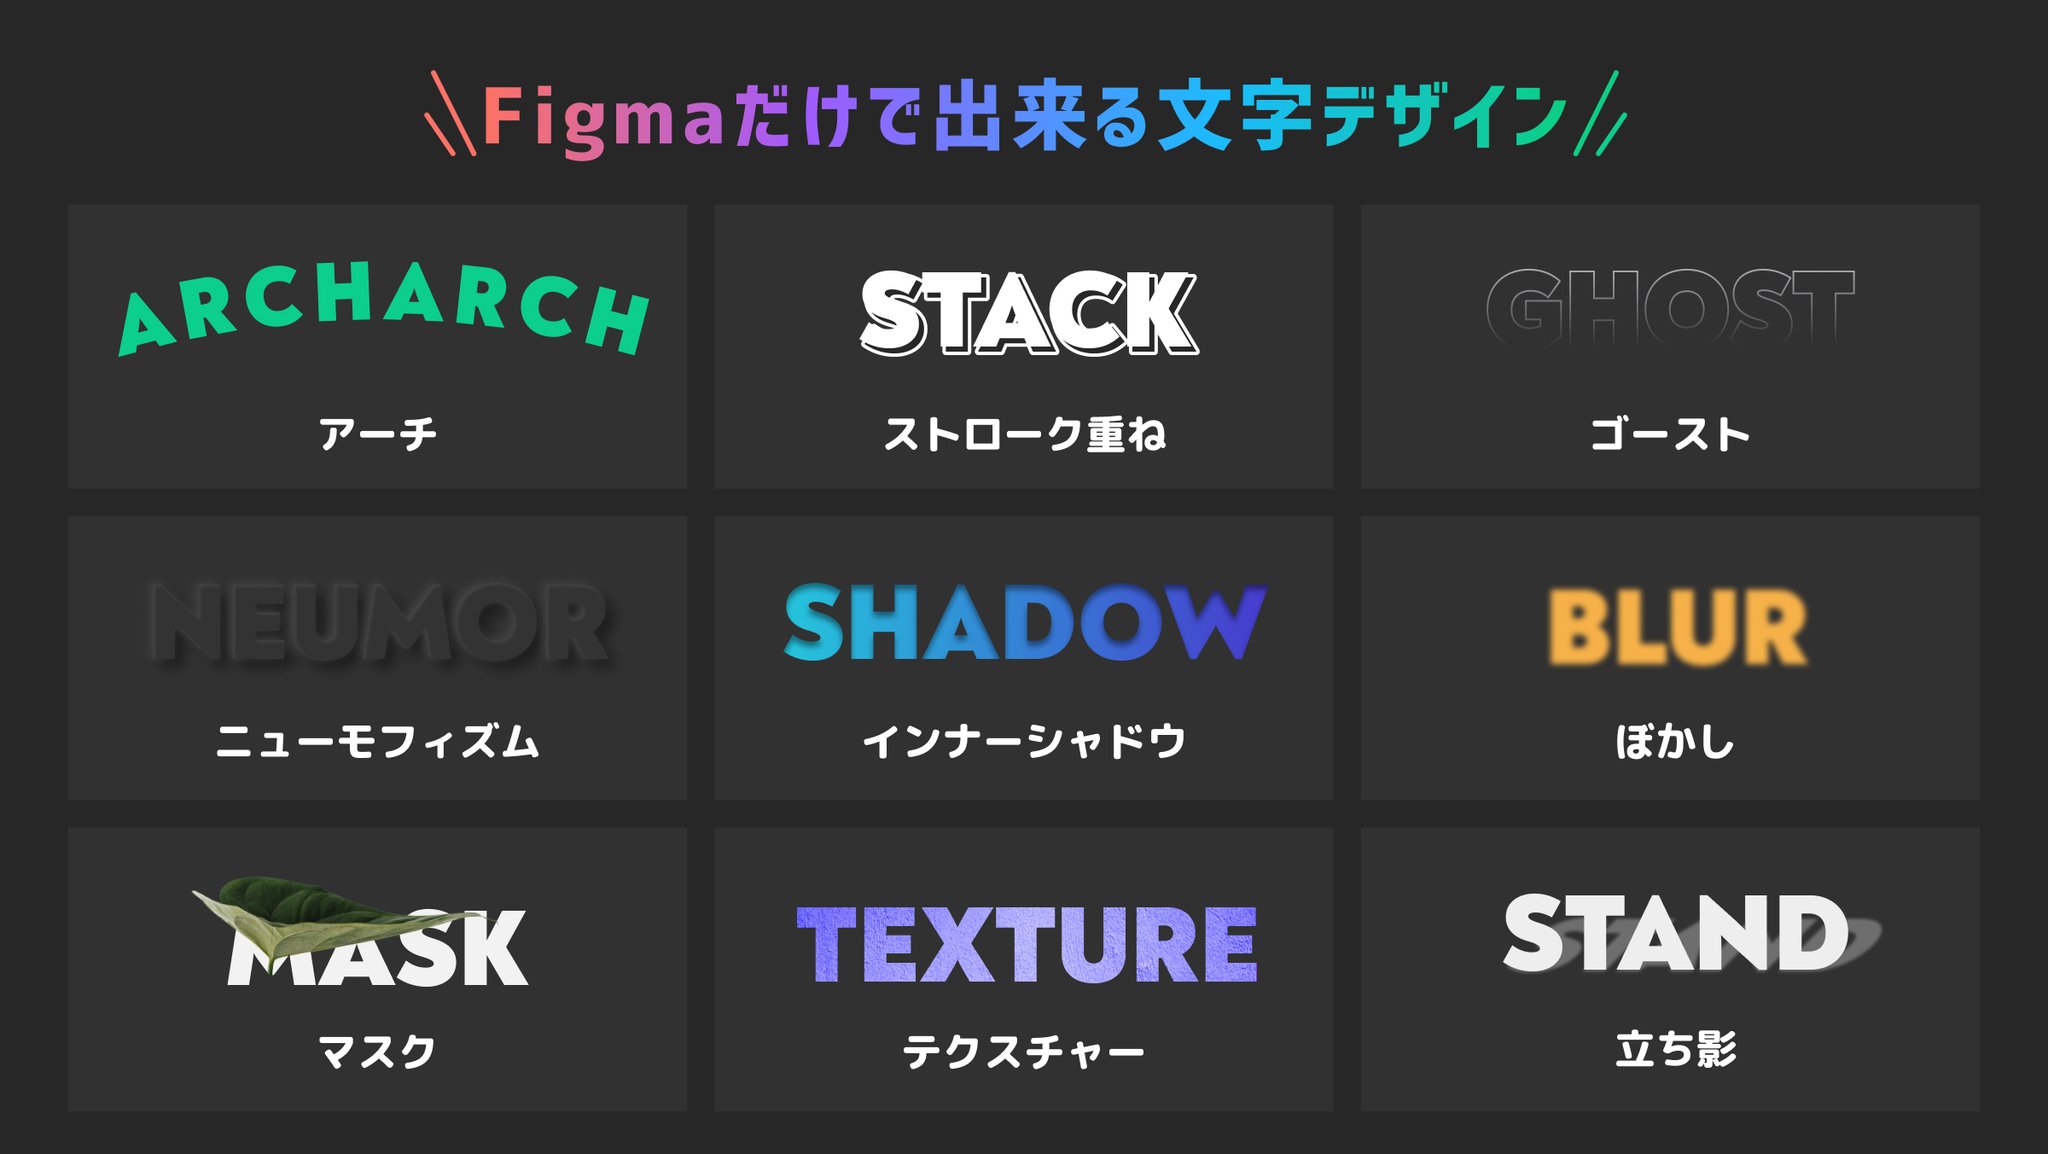 Figmaだけで出来る文字デザイン
ARCHARCH
アーチ
STACK
ストローク重ね
GHOST
ゴースト
NEUMOR
ニューモフィズム
SHADOW
インナーシャドウ
BLUR
ぼかし
MASK
マスク
TEXTURE
テクスチャー
STAND
立ち影